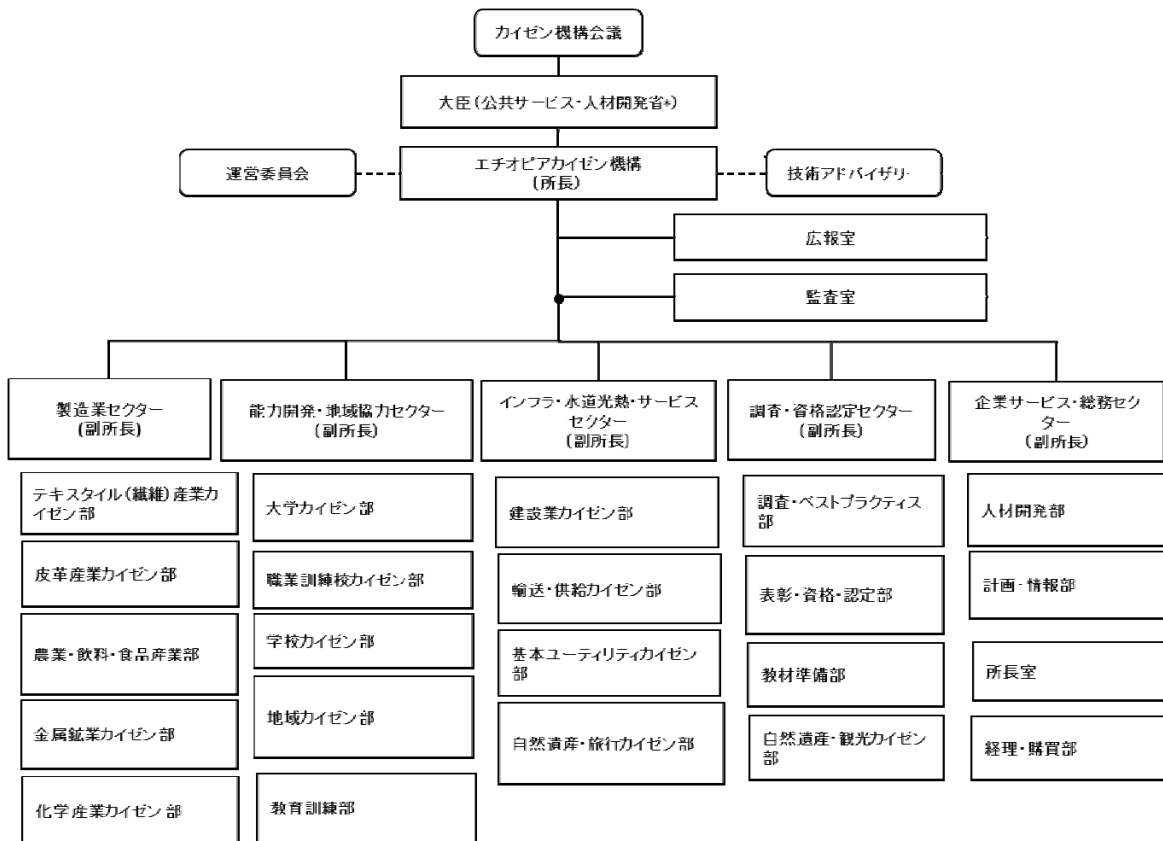 カイゼン機構会議
大臣(公共サービス・人材開発省*)
運営委員会
エチオピアカイゼン機構
(所長)
技術アドバイザリー
広報室
監査室
製造業セクター
(副所長)
能力開発・地域協力セクター
(副所長)
インフラ・水道光熱・サービス
セクター
(副所長)
調査・資格認定セクター
(副所長)
企業サービス・総務セク
ター
(副所長)
テキスタイル(繊維)産業カ
イゼン部
皮革産業カイゼン部
農業・飲料・食品産業部
金属鉱業カイゼン部
化学産業カイゼン部
大学カイゼン部
職業訓練校カイゼン部
学校カイゼン部
地域カイゼン部
教育訓練部
建設業カイゼン部
輸送・供給カイゼン部
基本ユーティリティカイゼン
部
自然遺産・旅行カイゼン部
調査・ベストプラクティス
部
表彰・資格・認定部
教材準備部
自然遺産・観光カイゼン
部
人材開発部
計画・情報部
所長室
経理・購買部